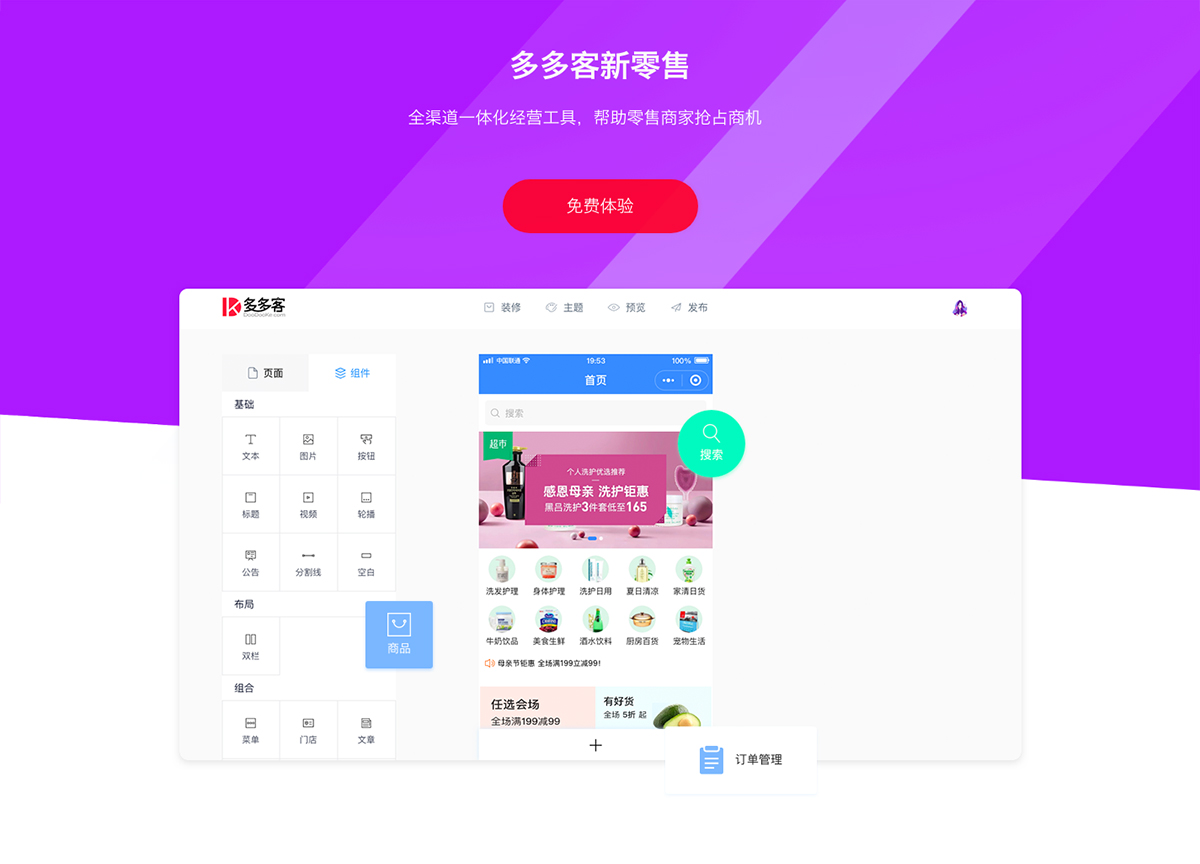 多多客新零售
全渠道一体化经营工具，帮助零售商家抢占商机
免费体验
多多客
DooDooKe.com
装修 主题 预览 发布
页面 组件
基础
文本 图片 按钮
标题 视频 轮播
公告 分割线 空白
布局
双栏
商品
组合
菜单 门店 文章
中国联通 19:53 100%
首页
搜索
搜索
超市
个人洗护优选推荐
感恩母亲 洗护钜惠
黑吕洗护3件套低至165
洗发护理 身体护理 洗护日用 夏日清凉 家清日货
牛奶饮品 美食生鲜 酒水饮料 厨房百货 宠物生活
母亲节钜惠 全场满199立减99!
任选会场
全场满199减99
有好货
全场 5折 起
订单管理